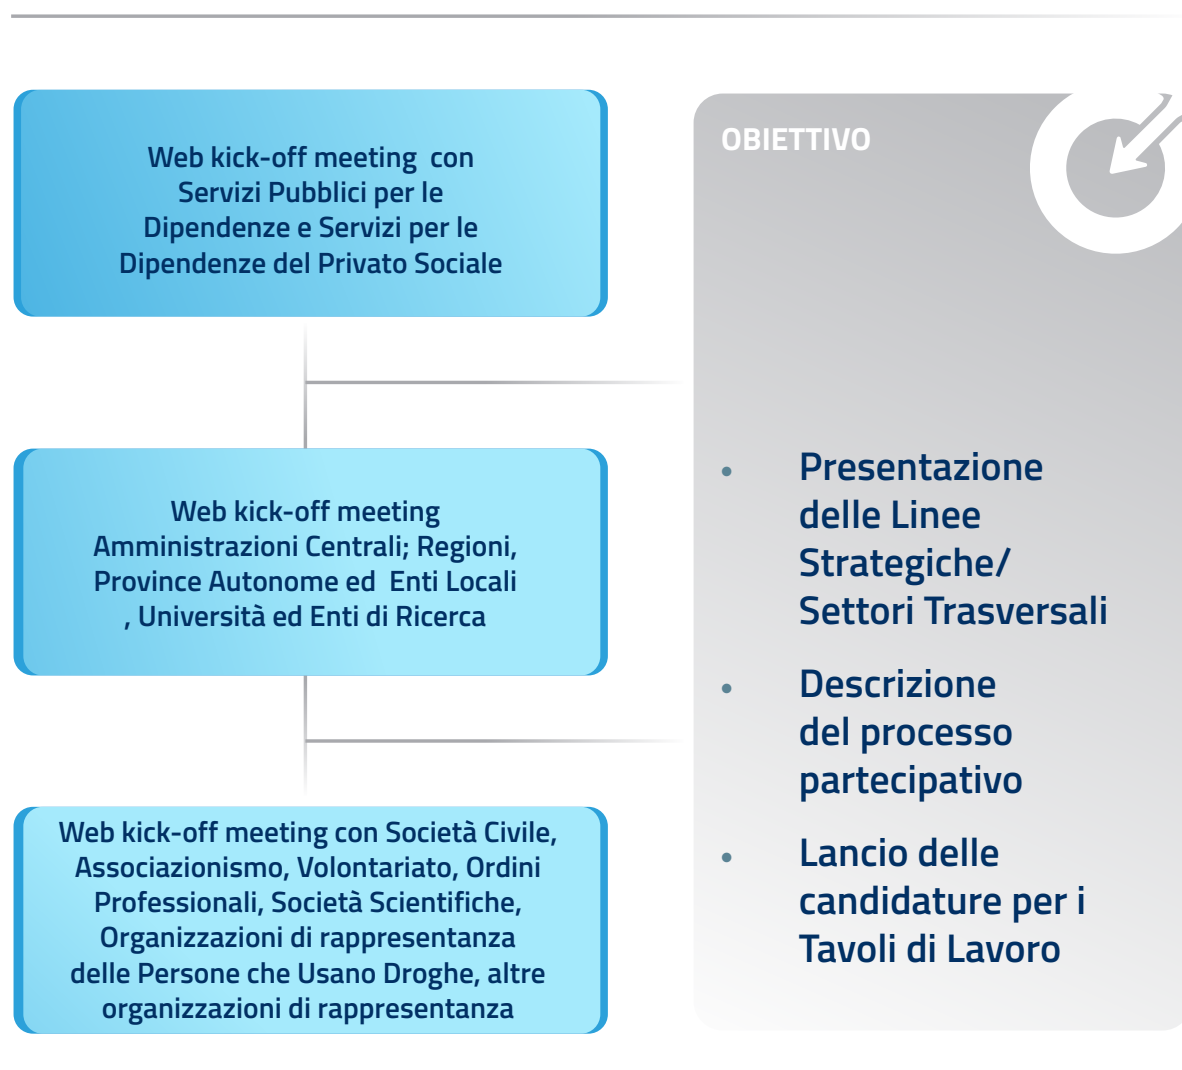 Web kick-off meeting  con
Servizi Pubblici per le
Dipendenze e Servizi per le
Dipendenze del Privato Sociale
Web kick-off meeting
Amministrazioni Centrali; Regioni,
Province Autonome ed  Enti Locali
, Università ed Enti di Ricerca
Web kick-off meeting con Società Civile,
Associazionismo, Volontariato, Ordini
Professionali, Società Scientifiche,
Organizzazioni di rappresentanza
delle Persone che Usano Droghe, altre
organizzazioni di rappresentanza
OBIETTIVO
• Presentazione
delle Linee
Strategiche/
Settori Trasversali
• Descrizione
del processo
partecipativo
• Lancio delle
candidature per i
Tavoli di Lavoro